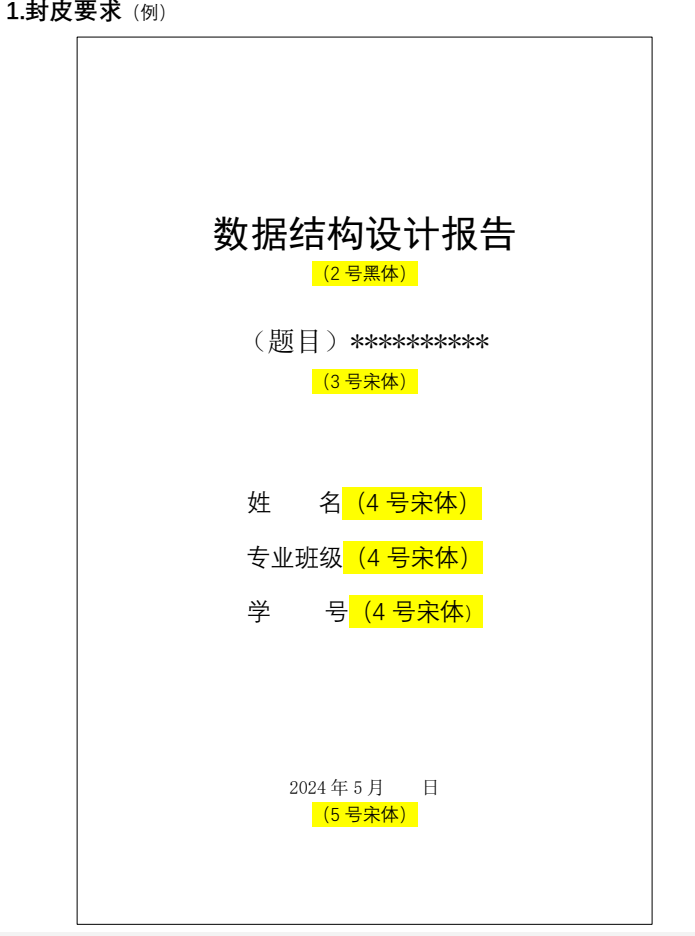 1.封皮要求（例）
数据结构设计报告
（2 号黑体）
（题目）**********
（3 号宋体）
姓　　名（4 号宋体）
专业班级（4 号宋体）
学　　号（4 号宋体）
2024 年 5 月　　日
（5 号宋体）